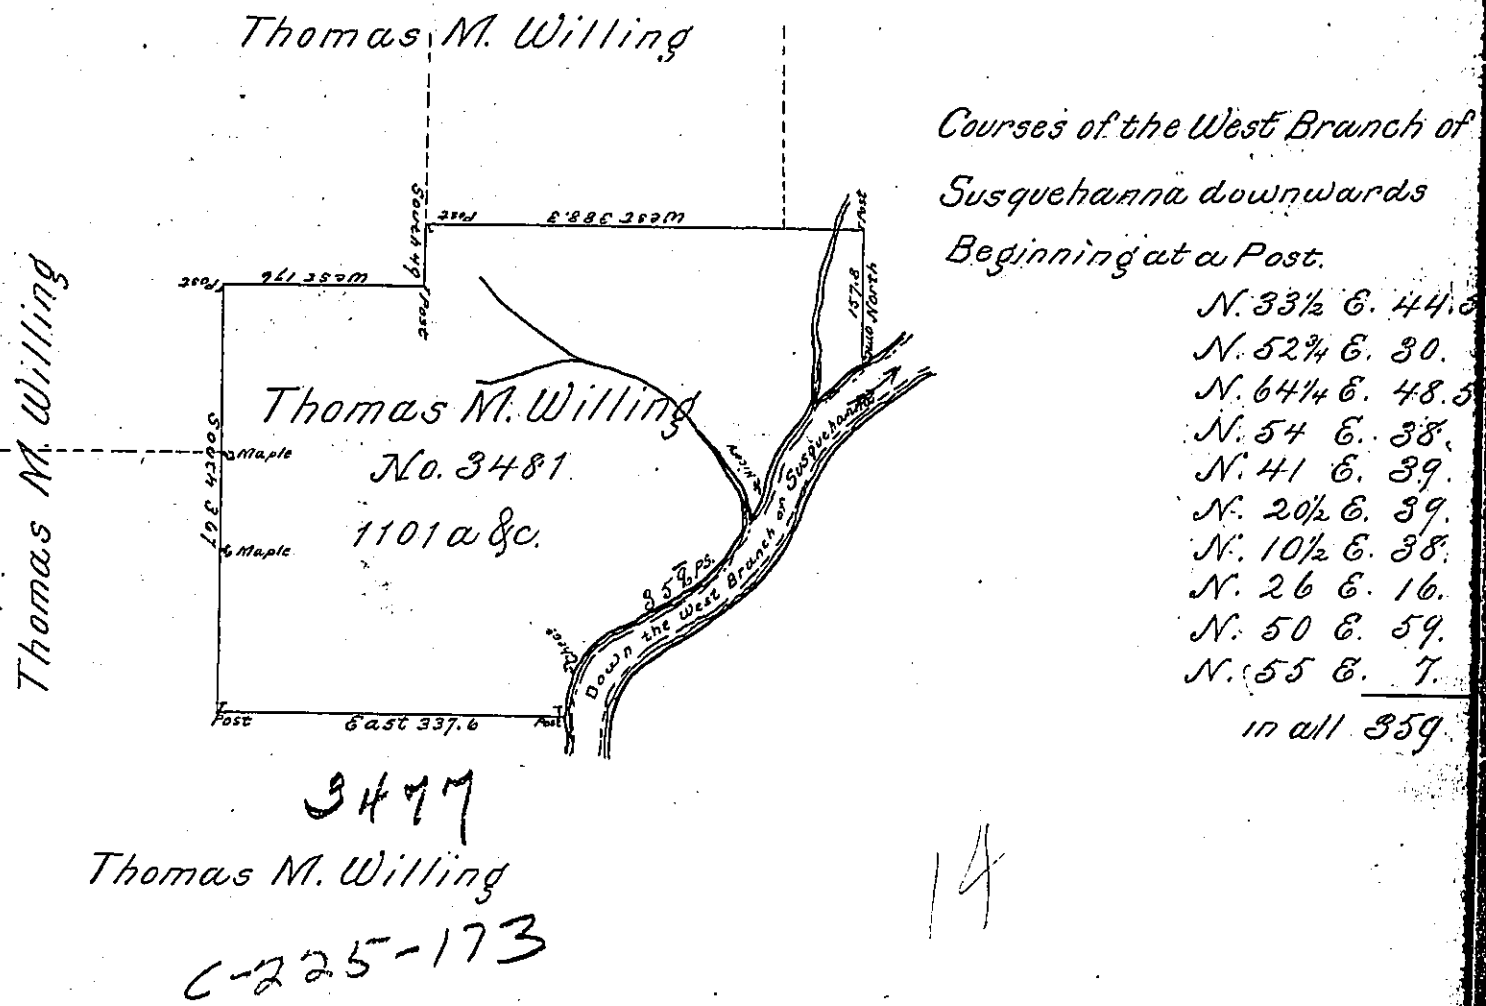 Thomas M. Willing
Courses of the West Branch of
Susquehanna downwards
Beginning at a Post.
N. 33½ E. 44.5
N. 52¾ E. 30.
N. 64¼ E. 48.5
N. 54 E. 38.
N. 41 E. 39.
N. 20½ E. 39.
N. 10½ E. 38.
N. 26 E. 16.
N. 50 E. 59.
N. 55 E. 7.
in all 359
Post
West 388.3
Post
South 49
Post
West 176
Post
157.8
North
Thomas M. Willing
South 367
Maple
Maple
Thomas M. Willing
No. 3481
1101 a &c.
359 ps.
Down the West Branch of Susquehanna
Post
East 337.6
Post
3477
Thomas M. Willing
C-225-173
14